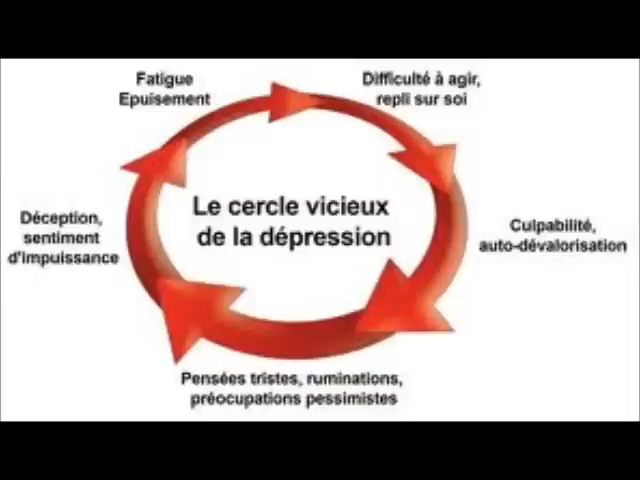 Fatigue
Epuisement
Difficulté à agir,
repli sur soi
Le cercle vicieux
de la dépression
Culpabilité,
auto-dévalorisation
Déception,
sentiment
d'impuissance
Pensées tristes, ruminations,
préocupations pessimistes